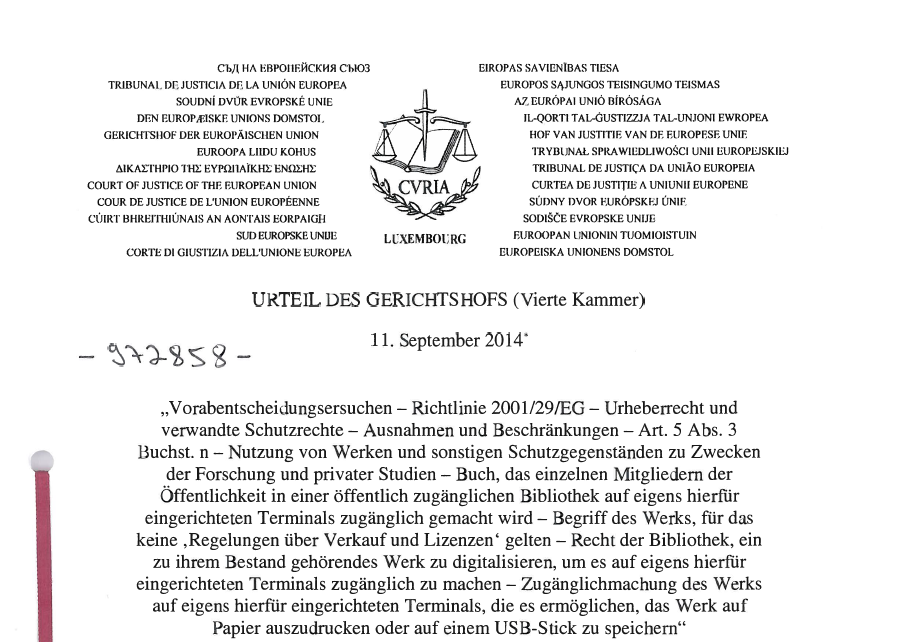 СЪД НА ЕВРОПЕЙСКИЯ СЪЮЗ
TRIBUNAL DE JUSTICIA DE LA UNIÓN EUROPEA
SOUDNÍ DVŮR EVROPSKÉ UNIE
DEN EUROPÆISKE UNIONS DOMSTOL
GERICHTSHOF DER EUROPÄISCHEN UNION
EUROOPA LIIDU KOHUS
ΔΙΚΑΣΤΗΡΙΟ ΤΗΣ ΕΥΡΩΠΑΪΚΗΣ ΕΝΩΣΗΣ
COURT OF JUSTICE OF THE EUROPEAN UNION
COUR DE JUSTICE DE L'UNION EUROPÉENNE
CÚIRT BHREITHIÚNAIS AN AONTAIS EORPAIGH
SUD EUROPSKE UNIJE
CORTE DI GIUSTIZIA DELL'UNIONE EUROPEA
CVRIA
LUXEMBOURG
EIROPAS SAVIENĪBAS TIESA
EUROPOS SĄJUNGOS TEISINGUMO TEISMAS
AZ EURÓPAI UNIÓ BÍRÓSÁGA
IL-QORTI TAL-ĠUSTIZZJA TAL-UNJONI EWROPEA
HOF VAN JUSTITIE VAN DE EUROPESE UNIE
TRYBUNAŁ SPRAWIEDLIWOŚCI UNII EUROPEJSKIEJ
TRIBUNAL DE JUSTIÇA DA UNIÃO EUROPEIA
CURTEA DE JUSTIȚIE A UNIUNII EUROPENE
SÚDNY DVOR EURÓPSKEJ ÚNIE
SODIŠČE EVROPSKE UNIJE
EUROOPAN UNIONIN TUOMIOISTUIN
EUROPEISKA UNIONENS DOMSTOL
URTEIL DES GERICHTSHOFS (Vierte Kammer)
11. September 2014*
– 972858 –
„Vorabentscheidungsersuchen – Richtlinie 2001/29/EG – Urheberrecht und
verwandte Schutzrechte – Ausnahmen und Beschränkungen – Art. 5 Abs. 3
Buchst. n – Nutzung von Werken und sonstigen Schutzgegenständen zu Zwecken
der Forschung und privater Studien – Buch, das einzelnen Mitgliedern der
Öffentlichkeit in einer öffentlich zugänglichen Bibliothek auf eigens hierfür
eingerichteten Terminals zugänglich gemacht wird – Begriff des Werks, für das
keine ‚Regelungen über Verkauf und Lizenzen‘ gelten – Recht der Bibliothek, ein
zu ihrem Bestand gehörendes Werk zu digitalisieren, um es auf eigens hierfür
eingerichteten Terminals zugänglich zu machen – Zugänglichmachung des Werks
auf eigens hierfür eingerichteten Terminals, die es ermöglichen, das Werk auf
Papier auszudrucken oder auf einem USB-Stick zu speichern“